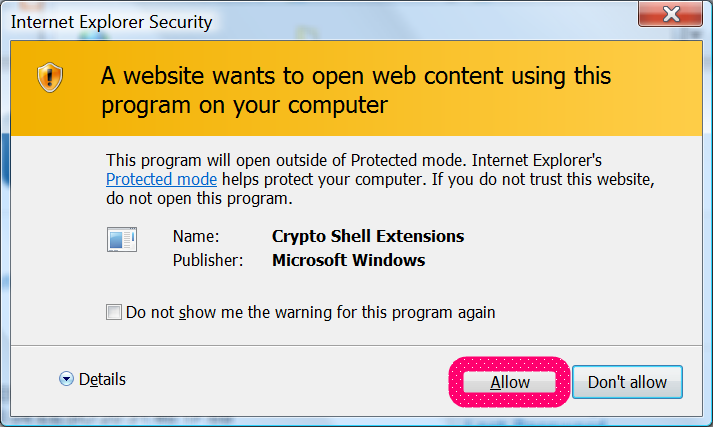 Internet Explorer Security
A website wants to open web content using this
program on your computer
This program will open outside of Protected mode. Internet Explorer's
Protected mode helps protect your computer. If you do not trust this website,
do not open this program.
Name: Crypto Shell Extensions
Publisher: Microsoft Windows
Do not show me the warning for this program again
Details
Allow
Don't allow